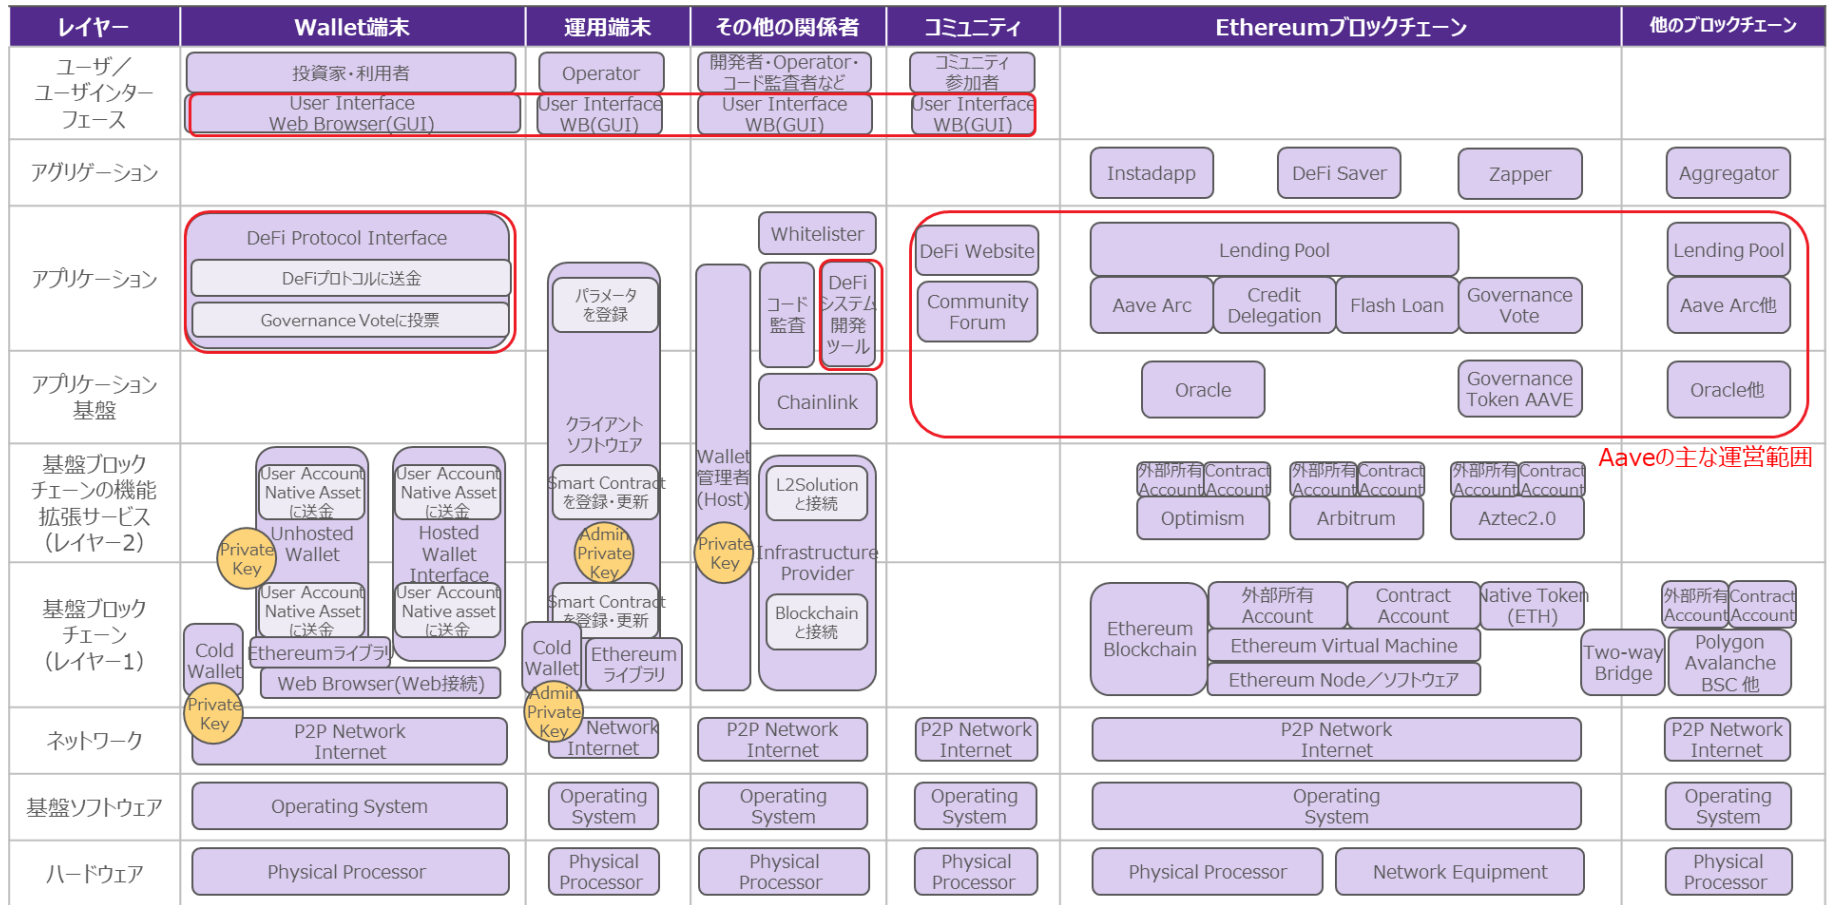 レイヤー
Wallet端末
運用端末
その他の関係者
コミュニティ
Ethereumブロックチェーン
他のブロックチェーン
ユーザ／
ユーザインター
フェース
投資家・利用者
Operator
開発者・Operator・
コード監査者など
コミュニティ
参加者
User Interface
Web Browser(GUI)
User Interface
WB(GUI)
User Interface
WB(GUI)
User Interface
WB(GUI)
アグリゲーション
Instadapp
DeFi Saver
Zapper
Aggregator
アプリケーション
DeFi Protocol Interface
DeFiプロトコルに送金
Governance Voteに投票
パラメータ
を登録
Whitelister
コード
監査
DeFi
システム
開発
ツール
DeFi Website
Community
Forum
Lending Pool
Aave Arc
Credit
Delegation
Flash Loan
Governance
Vote
Lending Pool
Aave Arc他
アプリケーション
基盤
クライアント
ソフトウェア
Chainlink
Oracle
Governance
Token AAVE
Oracle他
Aaveの主な運営範囲
基盤ブロック
チェーンの機能
拡張サービス
（レイヤー2）
User Account
Native Asset
に送金
Unhosted
Wallet
Private
Key
User Account
Native Asset
に送金
Hosted
Wallet
Interface
Smart Contract
を登録・更新
Admin
Private
Key
Wallet
管理者
(Host)
Private
Key
L2Solution
と接続
Infrastructure
Provider
外部所有
Account
Contract
Account
Optimism
外部所有
Account
Contract
Account
Arbitrum
外部所有
Account
Contract
Account
Aztec2.0
基盤ブロック
チェーン
（レイヤー1）
User Account
Native Asset
に送金
User Account
Native asset
に送金
Cold
Wallet
Private
Key
Ethereumライブラリ
Web Browser(Web接続)
Smart Contract
を登録・更新
Cold
Wallet
Admin
Private
Key
Ethereum
ライブラリ
Blockchain
と接続
Ethereum
Blockchain
外部所有
Account
Contract
Account
Native Token
(ETH)
Ethereum Virtual Machine
Ethereum Node／ソフトウェア
Two-way
Bridge
外部所有
Account
Contract
Account
Polygon
Avalanche
BSC 他
ネットワーク
P2P Network
Internet
Network
Internet
P2P Network
Internet
P2P Network
Internet
P2P Network
Internet
P2P Network
Internet
基盤ソフトウェア
Operating System
Operating
System
Operating
System
Operating
System
Operating
System
Operating
System
ハードウェア
Physical Processor
Physical
Processor
Physical
Processor
Physical
Processor
Physical Processor
Network Equipment
Physical
Processor